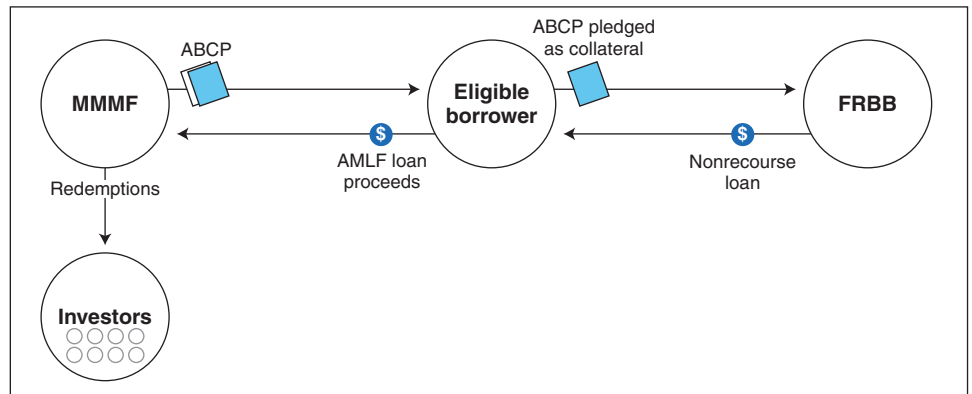 ABCP
ABCP pledged
as collateral
MMMF
Eligible
borrower
FRBB
$
$
AMLF loan
proceeds
Nonrecourse
loan
Redemptions
Investors